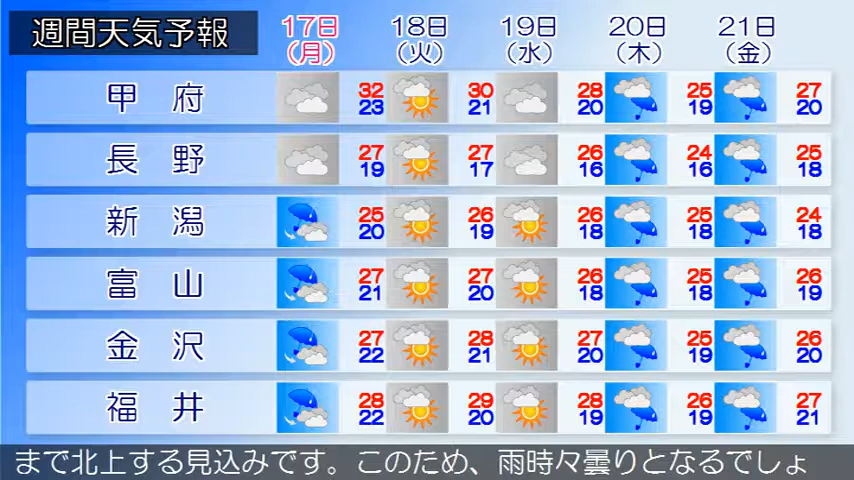 週間天気予報 17日(月) 18日(火) 19日(水) 20日(木) 21日(金)
甲府 32 23 30 21 28 20 25 19 27 20
長野 27 19 27 17 26 16 24 16 25 18
新潟 25 20 26 19 26 18 25 18 24 18
富山 27 21 27 20 26 18 25 18 26 19
金沢 27 22 28 21 27 20 25 19 26 20
福井 28 22 29 20 28 19 26 19 27 21
まで北上する見込みです。このため、雨時々曇りとなるでしょ